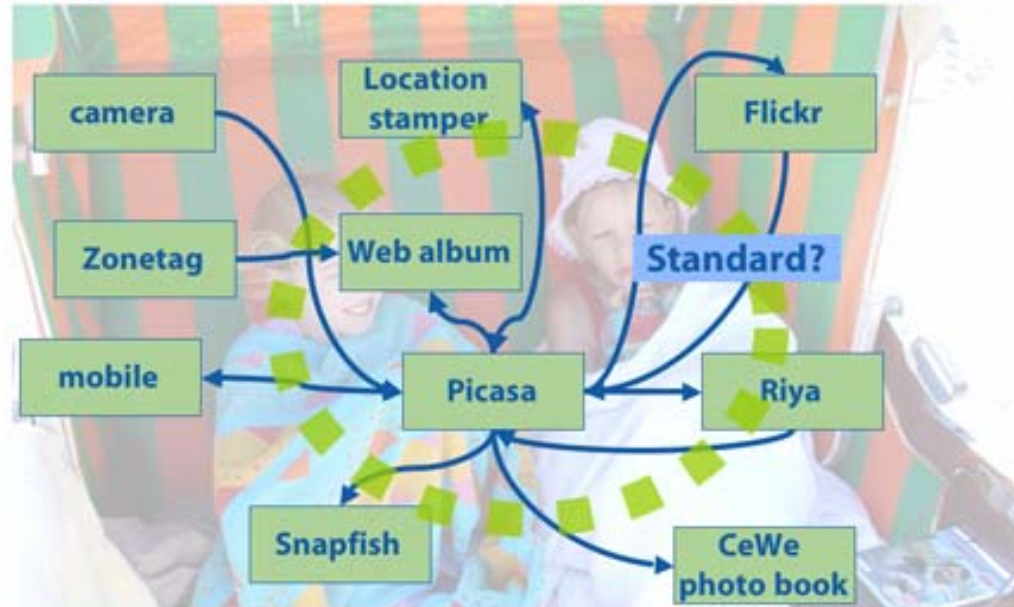 camera
Location
stamper
Flickr
Zonetag
Web album
Standard?
mobile
Picasa
Riya
Snapfish
CeWe
photo book